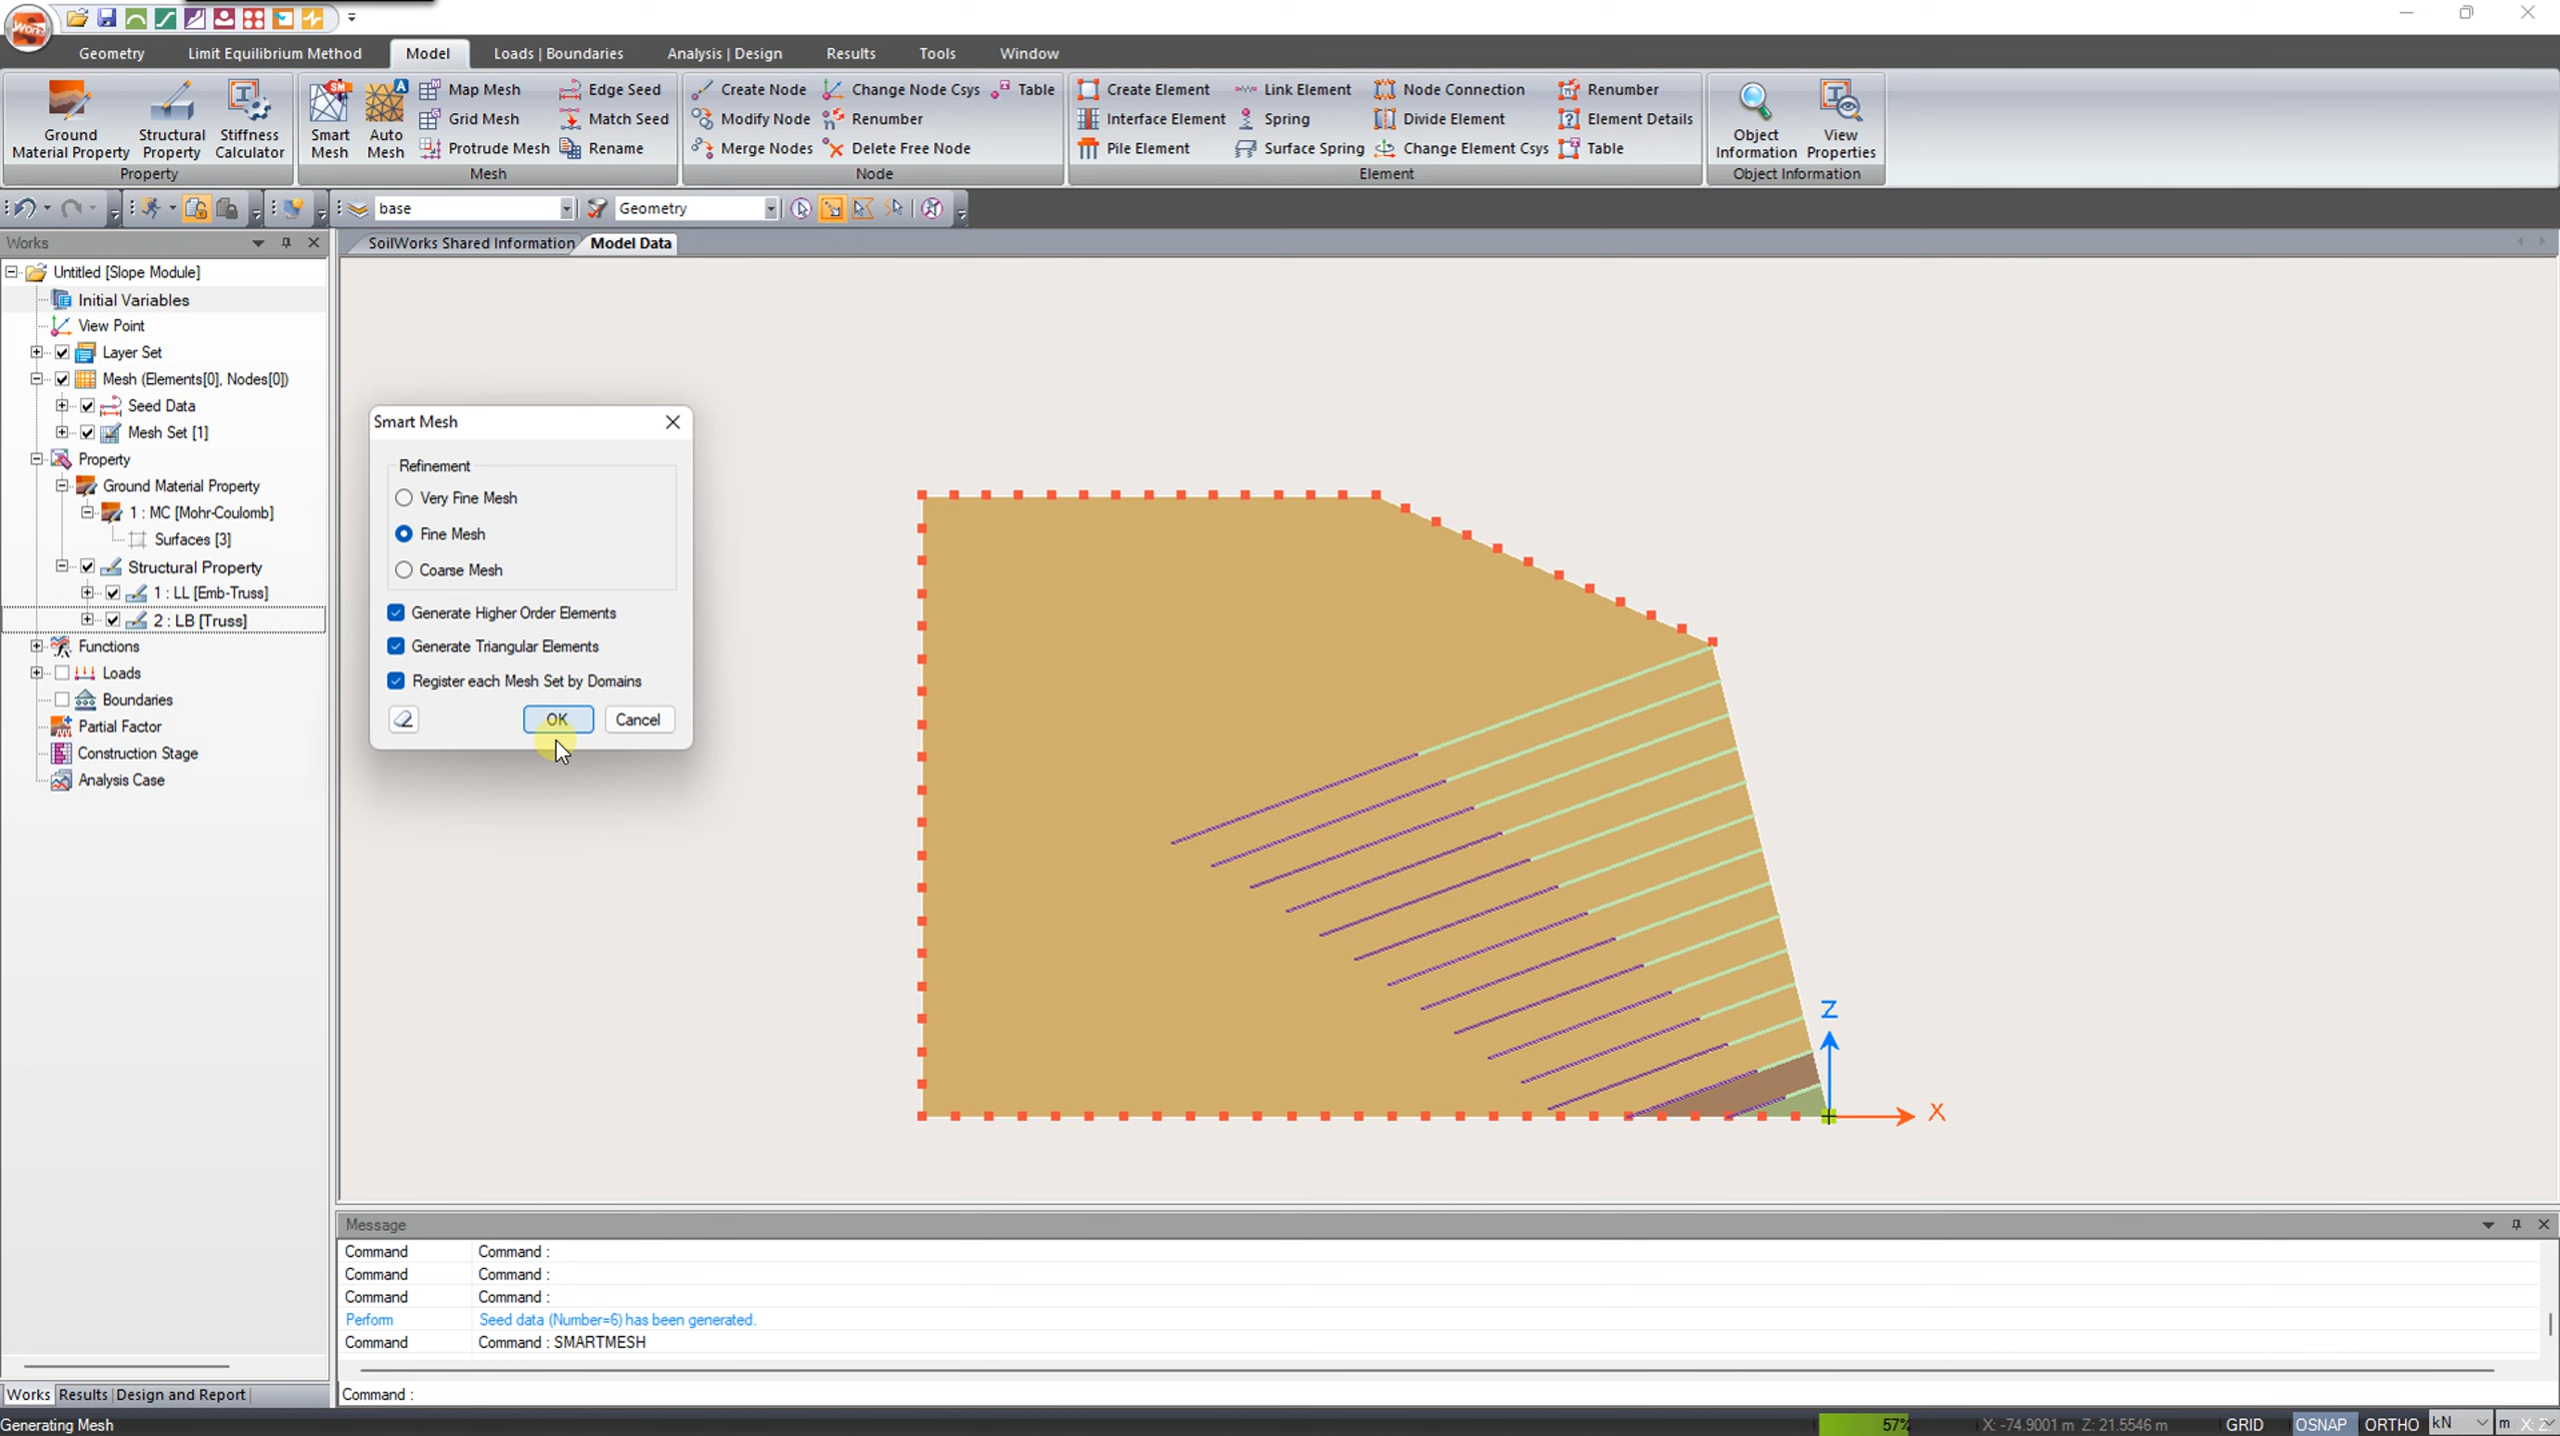 Geometry Limit Equilibrium Method Model Loads | Boundaries Analysis | Design Results Tools Window
Ground Material Property
Structural Property
Stiffness Calculator
Property
Smart Mesh
Auto Mesh
Map Mesh
Grid Mesh
Protrude Mesh
Edge Seed
Match Seed
Rename
Mesh
Create Node
Modify Node
Merge Nodes
Change Node Csys
Renumber
Delete Free Node
Table
Node
Create Element
Interface Element
Pile Element
Link Element
Spring
Surface Spring
Node Connection
Divide Element
Change Element Csys
Renumber
Element Details
Table
Element
Object Information
View Properties
Object Information
base
Geometry
Works
SoilWorks Shared Information
Model Data
Untitled [Slope Module]
Initial Variables
View Point
Layer Set
Mesh (Elements[0], Nodes[0])
Seed Data
Mesh Set [1]
Property
Ground Material Property
1 : MC [Mohr-Coulomb]
Surfaces [3]
Structural Property
1 : LL [Emb-Truss]
2 : LB [Truss]
Functions
Loads
Boundaries
Partial Factor
Construction Stage
Analysis Case
Smart Mesh
Refinement
Very Fine Mesh
Fine Mesh
Coarse Mesh
Generate Higher Order Elements
Generate Triangular Elements
Register each Mesh Set by Domains
OK
Cancel
Z
X
Message
Command Command :
Command Command :
Command Command :
Perform Seed data (Number=6) has been generated.
Command Command : SMARTMESH
Command :
Works Results Design and Report
Generating Mesh
57%
X: -74.9001 m Z: 21.5546 m
GRID OSNAP ORTHO kN m